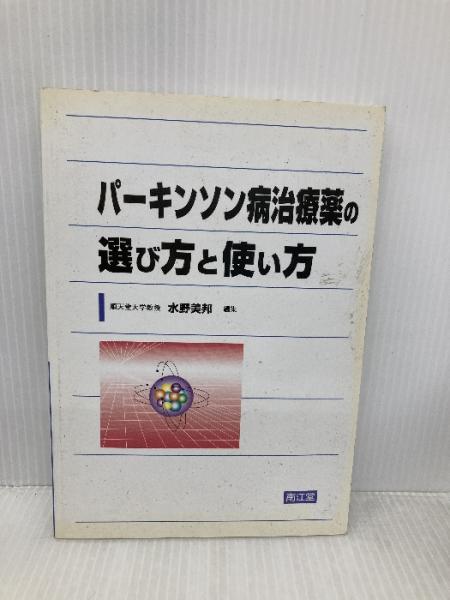 パーキンソン病治療薬の
選び方と使い方
順天堂大学教授 水野美邦 編集
南江堂